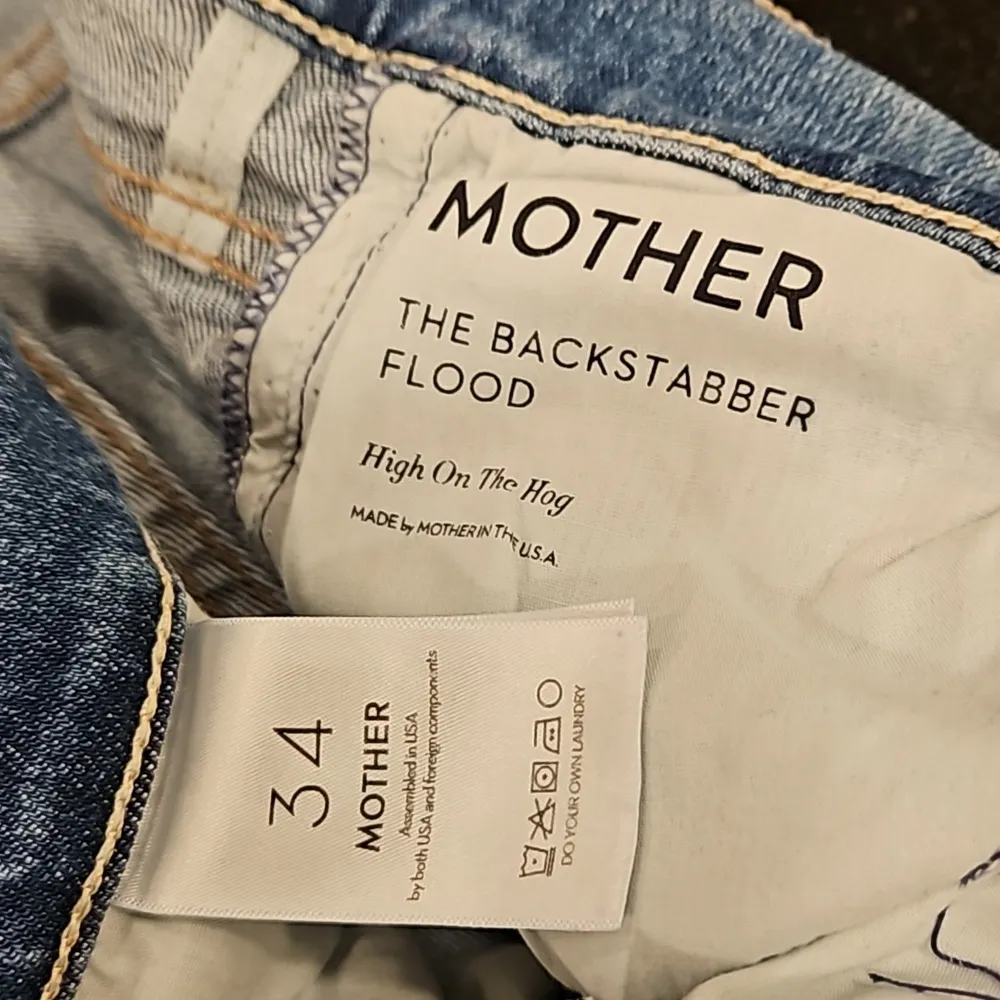 MOTHER
THE BACKSTABBER
FLOOD
High On The Hog
MADE by MOTHER IN THE U.S.A.
34
MOTHER
Assembled in USA
by both USA and foreign components
DO YOUR OWN LAUNDRY